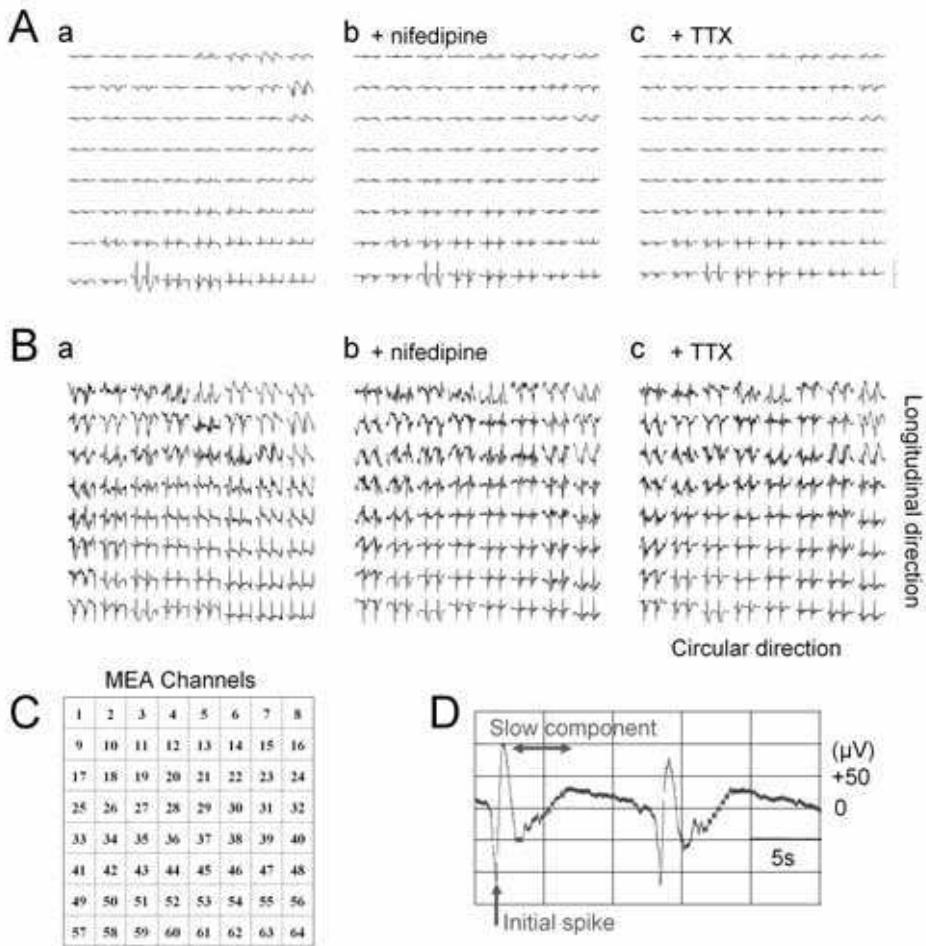 A a b + nifedipine c + TTX
B a b + nifedipine c + TTX
Longitudinal direction
Circular direction
C MEA Channels
1 2 3 4 5 6 7 8
9 10 11 12 13 14 15 16
17 18 19 20 21 22 23 24
25 26 27 28 29 30 31 32
33 34 35 36 37 38 39 40
41 42 43 44 45 46 47 48
49 50 51 52 53 54 55 56
57 58 59 60 61 62 63 64
D
Slow component
(µV)
+50
0
5s
Initial spike